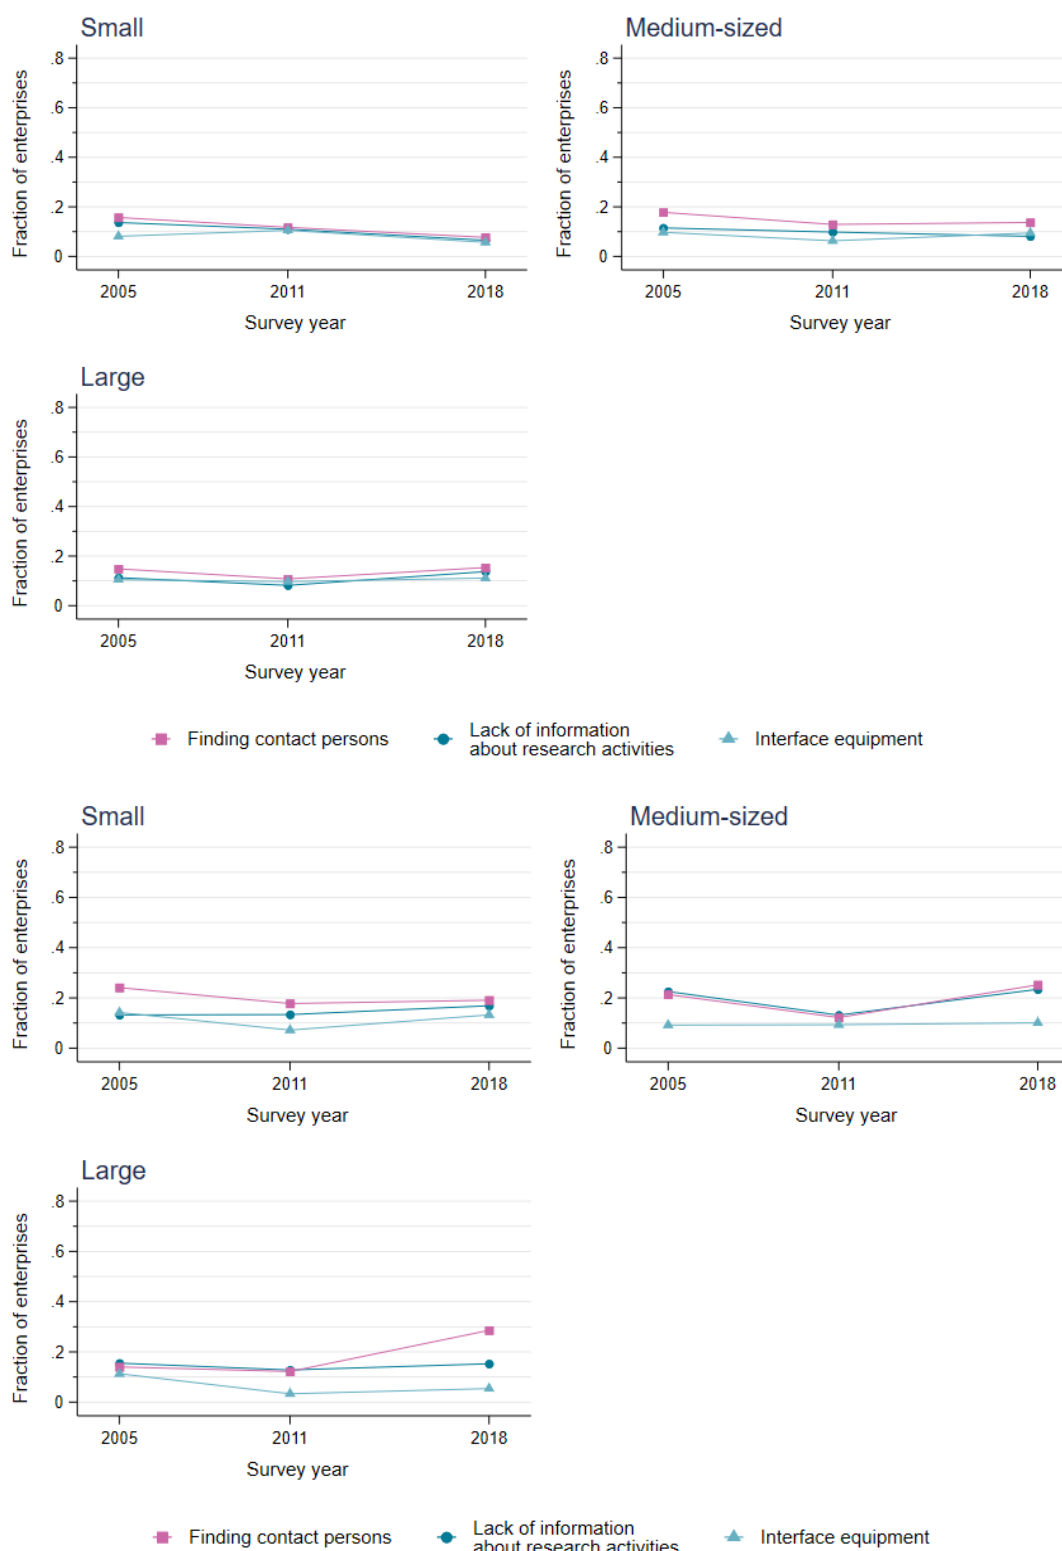 Small
Medium-sized
Fraction of enterprises
.8
.6
.4
.2
0
2005 2011 2018
Survey year
Fraction of enterprises
.8
.6
.4
.2
0
2005 2011 2018
Survey year
Large
Fraction of enterprises
.8
.6
.4
.2
0
2005 2011 2018
Survey year
Finding contact persons
Lack of information
about research activities
Interface equipment
Small
Medium-sized
Fraction of enterprises
.8
.6
.4
.2
0
2005 2011 2018
Survey year
Fraction of enterprises
.8
.6
.4
.2
0
2005 2011 2018
Survey year
Large
Fraction of enterprises
.8
.6
.4
.2
0
2005 2011 2018
Survey year
Finding contact persons
Lack of information
about research activities
Interface equipment